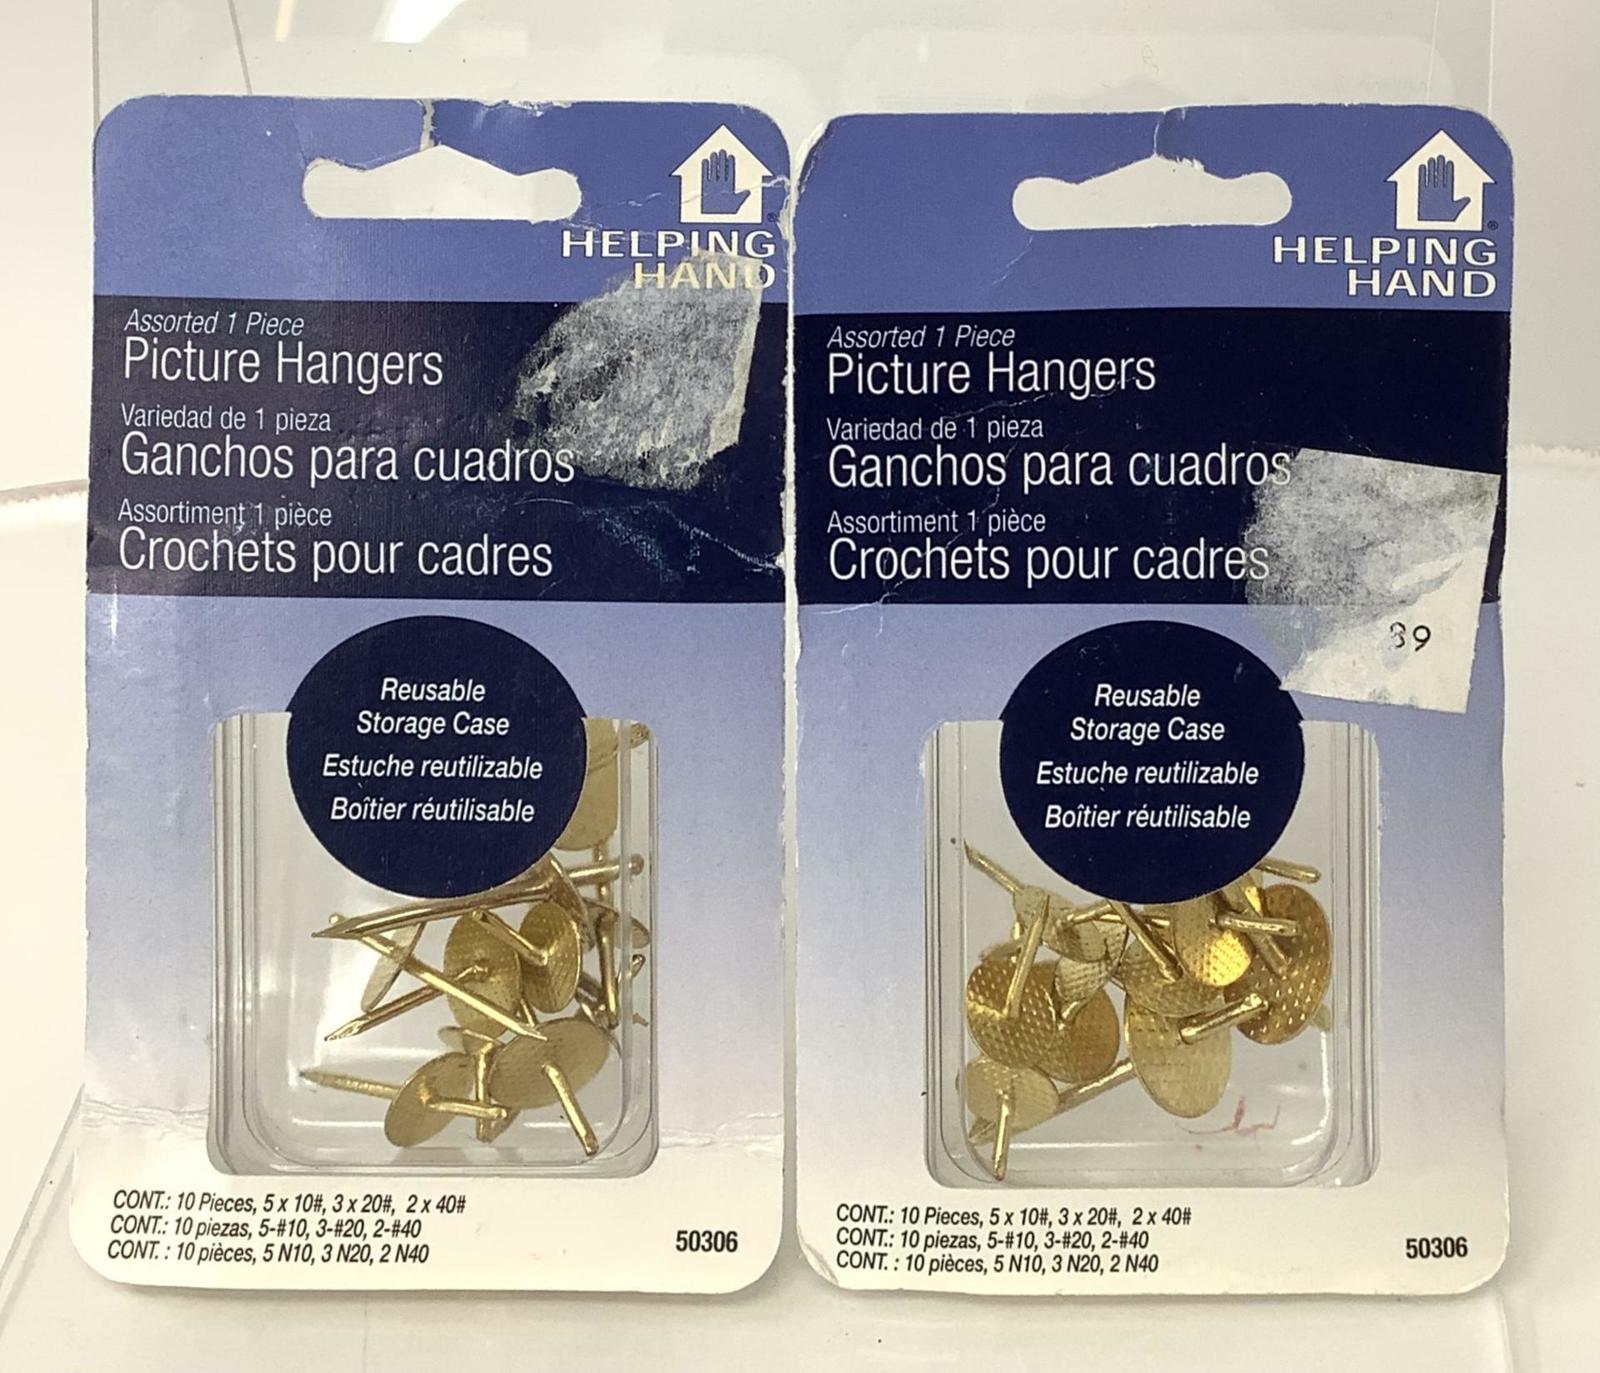 HELPING
HAND
Assorted 1 Piece
Picture Hangers
Variedad de 1 pieza
Ganchos para cuadros
Assortiment 1 pièce
Crochets pour cadres
Reusable
Storage Case
Estuche reutilizable
Boîtier réutilisable
CONT.: 10 Pieces, 5 x 10#, 3 x 20#, 2 x 40#
CONT.: 10 piezas, 5-#10, 3-#20, 2-#40
CONT. : 10 pièces, 5 N10, 3 N20, 2 N40
50306
HELPING
HAND
Assorted 1 Piece
Picture Hangers
Variedad de 1 pieza
Ganchos para cuadros
Assortiment 1 pièce
Crochets pour cadres
89
Reusable
Storage Case
Estuche reutilizable
Boîtier réutilisable
CONT.: 10 Pieces, 5 x 10#, 3 x 20#, 2 x 40#
CONT.: 10 piezas, 5-#10, 3-#20, 2-#40
CONT. : 10 pièces, 5 N10, 3 N20, 2 N40
50306